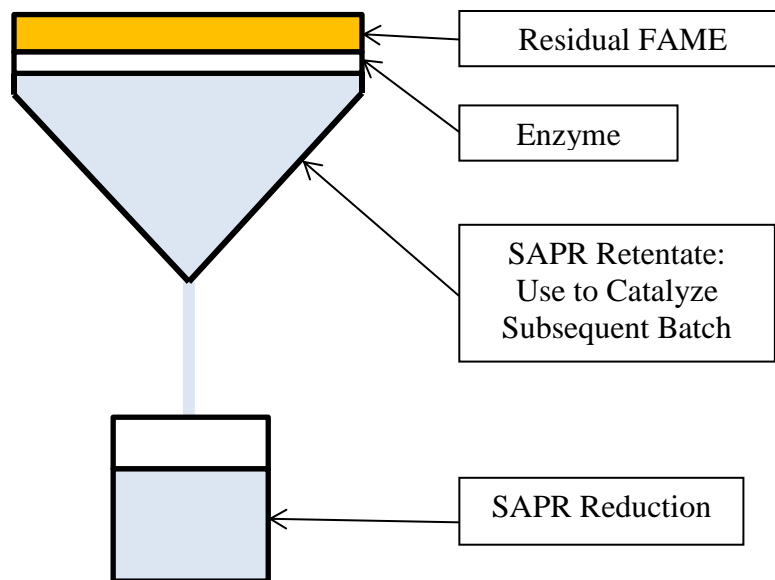 Residual FAME
Enzyme
SAPR Retentate:
Use to Catalyze
Subsequent Batch
SAPR Reduction